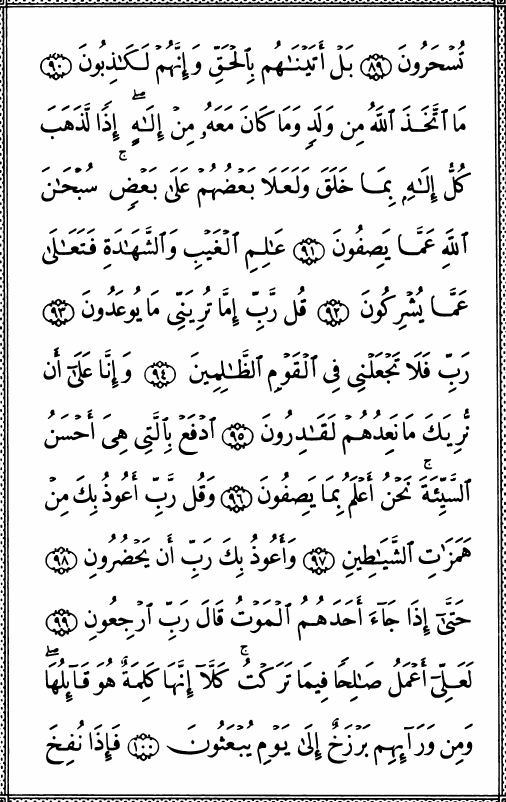 تُسۡحَرُونَ ٨٩ بَلۡ أَتَيۡنَٰهُم بِٱلۡحَقِّ وَإِنَّهُمۡ لَكَٰذِبُونَ ٩٠
مَا ٱتَّخَذَ ٱللَّهُ مِن وَلَدٖ وَمَا كَانَ مَعَهُۥ مِنۡ إِلَٰهٍۖ إِذٗا لَّذَهَبَ
كُلُّ إِلَٰهِۭ بِمَا خَلَقَ وَلَعَلَا بَعۡضُهُمۡ عَلَىٰ بَعۡضٖۚ سُبۡحَٰنَ
ٱللَّهِ عَمَّا يَصِفُونَ ٩١ عَٰلِمِ ٱلۡغَيۡبِ وَٱلشَّهَٰدَةِ فَتَعَٰلَىٰ
عَمَّا يُشۡرِكُونَ ٩٢ قُل رَّبِّ إِمَّا تُرِيَنِّي مَا يُوعَدُونَ ٩٣
رَبِّ فَلَا تَجۡعَلۡنِي فِي ٱلۡقَوۡمِ ٱلظَّٰلِمِينَ ٩٤ وَإِنَّا عَلَىٰٓ أَن
نُّرِيَكَ مَا نَعِدُهُمۡ لَقَٰدِرُونَ ٩٥ ٱدۡفَعۡ بِٱلَّتِي هِيَ أَحۡسَنُ
ٱلسَّيِّئَةَۚ نَحۡنُ أَعۡلَمُ بِمَا يَصِفُونَ ٩٦ وَقُل رَّبِّ أَعُوذُ بِكَ مِنۡ
هَمَزَٰتِ ٱلشَّيَٰطِينِ ٩٧ وَأَعُوذُ بِكَ رَبِّ أَن يَحۡضُرُونِ ٩٨
حَتَّىٰٓ إِذَا جَآءَ أَحَدَهُمُ ٱلۡمَوۡتُ قَالَ رَبِّ ٱرۡجِعُونِ ٩٩
لَعَلِّيٓ أَعۡمَلُ صَٰلِحٗا فِيمَا تَرَكۡتُۚ كَلَّآۚ إِنَّهَا كَلِمَةٌ هُوَ قَآئِلُهَاۖ
وَمِن وَرَآئِهِم بَرۡزَخٌ إِلَىٰ يَوۡمِ يُبۡعَثُونَ ١٠٠ فَإِذَا نُفِخَ